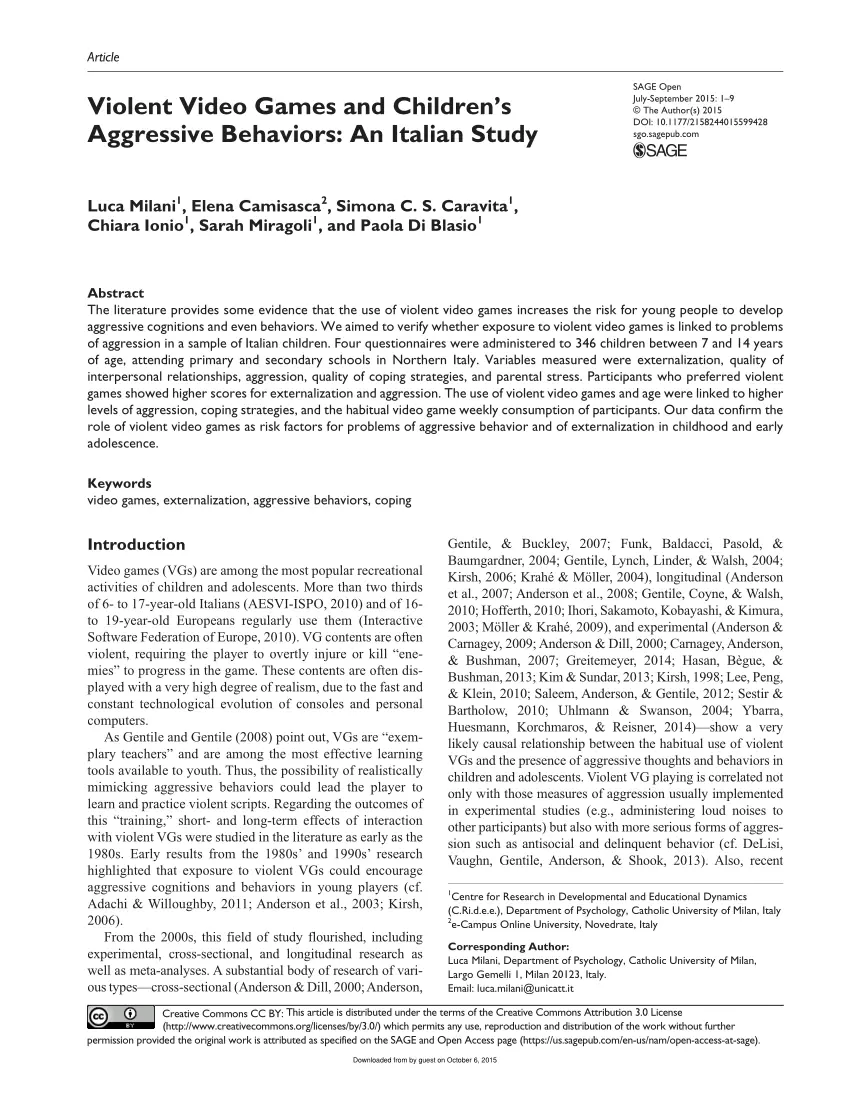 Article
Violent Video Games and Children's
Aggressive Behaviors: An Italian Study
SAGE Open
July-September 2015: 1–9
© The Author(s) 2015
DOI: 10.1177/2158244015599428
sgo.sagepub.com
SAGE
Luca Milani1, Elena Camisasca2, Simona C. S. Caravita1,
Chiara Ionio1, Sarah Miragoli1, and Paola Di Blasio1
Abstract
The literature provides some evidence that the use of violent video games increases the risk for young people to develop
aggressive cognitions and even behaviors. We aimed to verify whether exposure to violent video games is linked to problems
of aggression in a sample of Italian children. Four questionnaires were administered to 346 children between 7 and 14 years
of age, attending primary and secondary schools in Northern Italy. Variables measured were externalization, quality of
interpersonal relationships, aggression, quality of coping strategies, and parental stress. Participants who preferred violent
games showed higher scores for externalization and aggression. The use of violent video games and age were linked to higher
levels of aggression, coping strategies, and the habitual video game weekly consumption of participants. Our data confirm the
role of violent video games as risk factors for problems of aggressive behavior and of externalization in childhood and early
adolescence.
Keywords
video games, externalization, aggressive behaviors, coping
Introduction
Video games (VGs) are among the most popular recreational
activities of children and adolescents. More than two thirds
of 6- to 17-year-old Italians (AESVI-ISPO, 2010) and of 16-
to 19-year-old Europeans regularly use them (Interactive
Software Federation of Europe, 2010). VG contents are often
violent, requiring the player to overtly injure or kill “ene-
mies” to progress in the game. These contents are often dis-
played with a very high degree of realism, due to the fast and
constant technological evolution of consoles and personal
computers.
As Gentile and Gentile (2008) point out, VGs are “exem-
plary teachers” and are among the most effective learning
tools available to youth. Thus, the possibility of realistically
mimicking aggressive behaviors could lead the player to
learn and practice violent scripts. Regarding the outcomes of
this “training,” short- and long-term effects of interaction
with violent VGs were studied in the literature as early as the
1980s. Early results from the 1980s’ and 1990s’ research
highlighted that exposure to violent VGs could encourage
aggressive cognitions and behaviors in young players (cf.
Adachi & Willoughby, 2011; Anderson et al., 2003; Kirsh,
2006).
From the 2000s, this field of study flourished, including
experimental, cross-sectional, and longitudinal research as
well as meta-analyses. A substantial body of research of vari-
ous types—cross-sectional (Anderson & Dill, 2000; Anderson,
Gentile, & Buckley, 2007; Funk, Baldacci, Pasold, &
Baumgardner, 2004; Gentile, Lynch, Linder, & Walsh, 2004;
Kirsh, 2006; Krahé & Möller, 2004), longitudinal (Anderson
et al., 2007; Anderson et al., 2008; Gentile, Coyne, & Walsh,
2010; Hofferth, 2010; Ihori, Sakamoto, Kobayashi, & Kimura,
2003; Möller & Krahé, 2009), and experimental (Anderson &
Carnagey, 2009; Anderson & Dill, 2000; Carnagey, Anderson,
& Bushman, 2007; Greitemeyer, 2014; Hasan, Bègue, &
Bushman, 2013; Kim & Sundar, 2013; Kirsh, 1998; Lee, Peng,
& Klein, 2010; Saleem, Anderson, & Gentile, 2012; Sestir &
Bartholow, 2010; Uhlmann & Swanson, 2004; Ybarra,
Huesmann, Korchmaros, & Reisner, 2014)—show a very
likely causal relationship between the habitual use of violent
VGs and the presence of aggressive thoughts and behaviors in
children and adolescents. Violent VG playing is correlated not
only with those measures of aggression usually implemented
in experimental studies (e.g., administering loud noises to
other participants) but also with more serious forms of aggres-
sion such as antisocial and delinquent behavior (cf. DeLisi,
Vaughn, Gentile, Anderson, & Shook, 2013). Also, recent
1Centre for Research in Developmental and Educational Dynamics
(C.Ri.d.e.e.), Department of Psychology, Catholic University of Milan, Italy
2e-Campus Online University, Novedrate, Italy
Corresponding Author:
Luca Milani, Department of Psychology, Catholic University of Milan,
Largo Gemelli 1, Milan 20123, Italy.
Email: luca.milani@unicatt.it
CC BY
Creative Commons CC BY: This article is distributed under the terms of the Creative Commons Attribution 3.0 License
(http://www.creativecommons.org/licenses/by/3.0/) which permits any use, reproduction and distribution of the work without further
permission provided the original work is attributed as specified on the SAGE and Open Access page (https://us.sagepub.com/en-us/nam/open-access-at-sage).
Downloaded from by guest on October 6, 2015